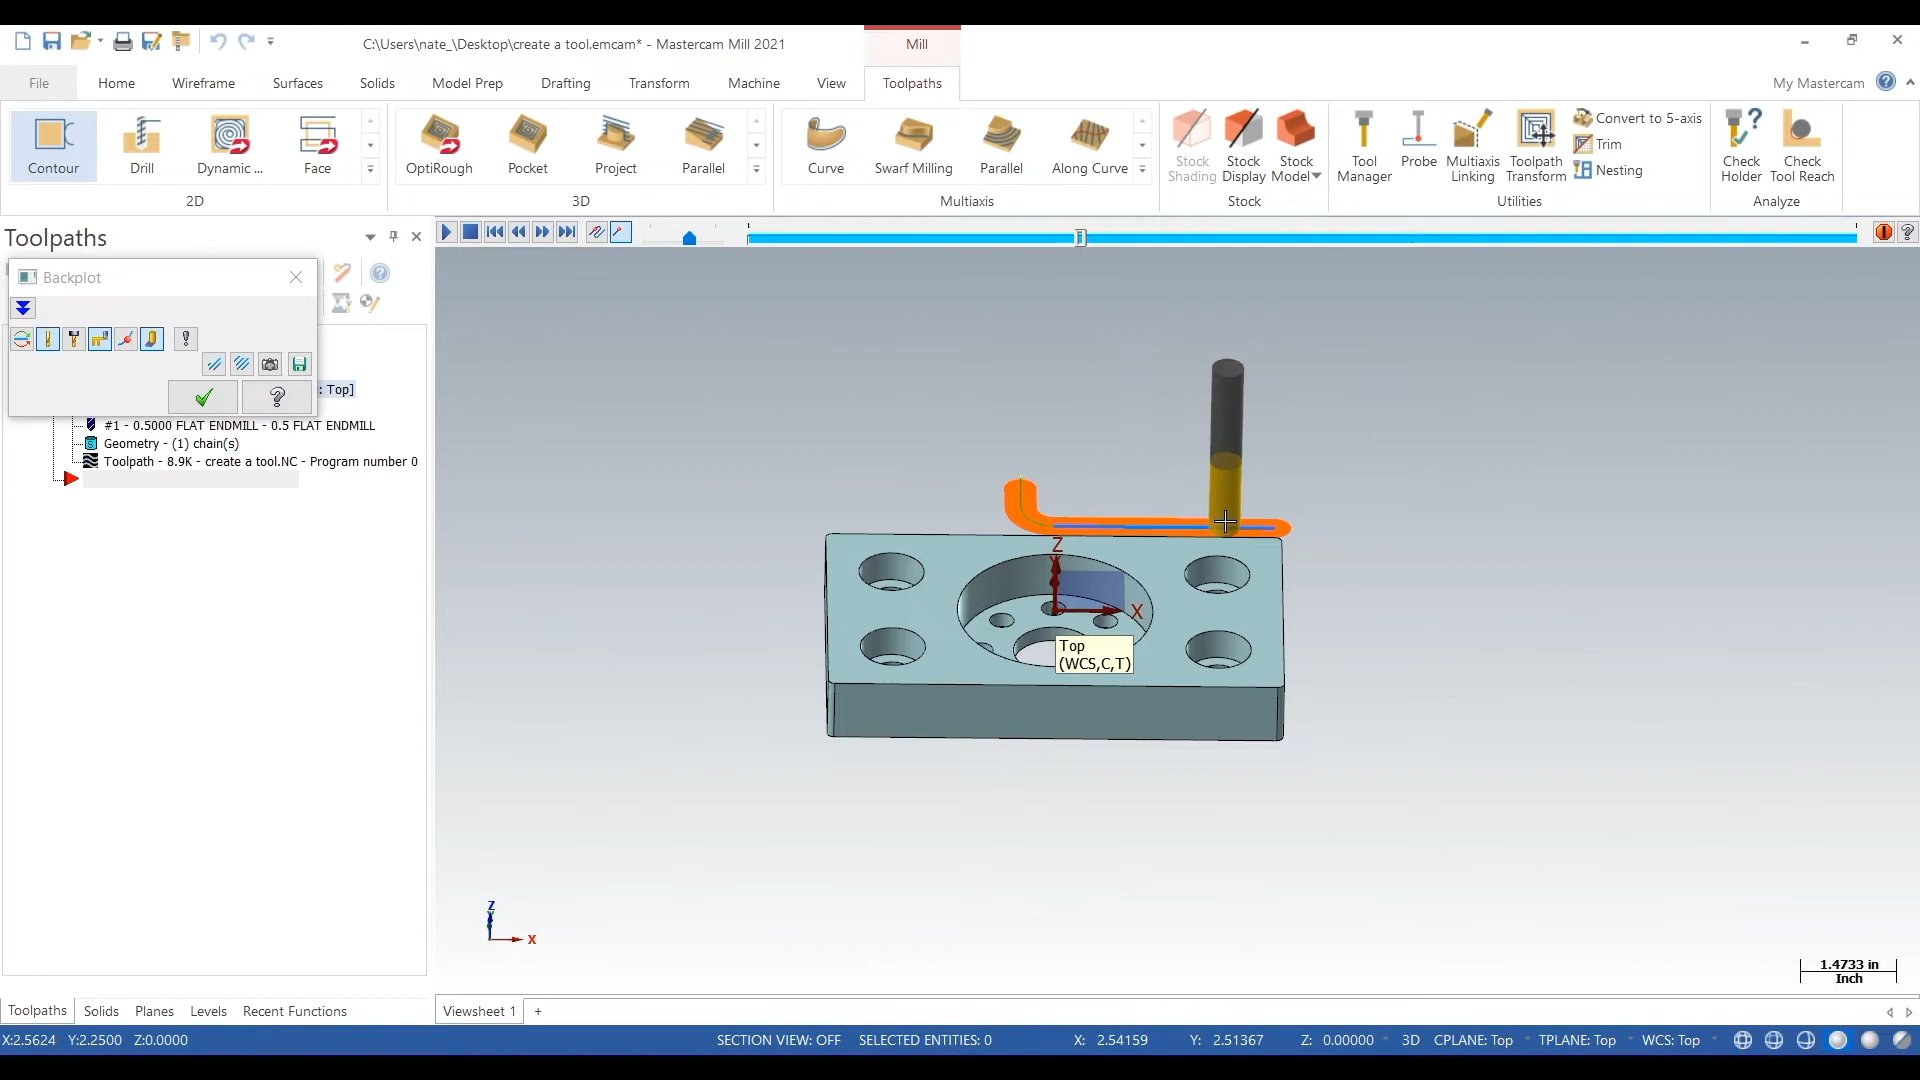 C:\Users\nate_\Desktop\create a tool.emcam* - Mastercam Mill 2021
Mill
File
Home
Wireframe
Surfaces
Solids
Model Prep
Drafting
Transform
Machine
View
Toolpaths
My Mastercam
Contour
Drill
Dynamic ...
Face
2D
OptiRough
Pocket
Project
Parallel
3D
Curve
Swarf Milling
Parallel
Along Curve
Multiaxis
Stock Shading
Stock Display
Stock Model
Stock
Tool Manager
Probe
Multiaxis Linking
Toolpath Transform
Convert to 5-axis
Trim
Nesting
Utilities
Check Holder
Check Tool Reach
Analyze
Toolpaths
Backplot
: Top]
#1 - 0.5000 FLAT ENDMILL - 0.5 FLAT ENDMILL
Geometry - (1) chain(s)
Toolpath - 8.9K - create a tool.NC - Program number 0
Z
X
Top
(WCS,C,T)
Z
X
1.4733 in
Inch
Toolpaths
Solids
Planes
Levels
Recent Functions
Viewsheet 1
+
X:2.5624 Y:2.2500 Z:0.0000
SECTION VIEW: OFF
SELECTED ENTITIES: 0
X: 2.54159
Y: 2.51367
Z: 0.00000
3D
CPLANE: Top
TPLANE: Top
WCS: Top